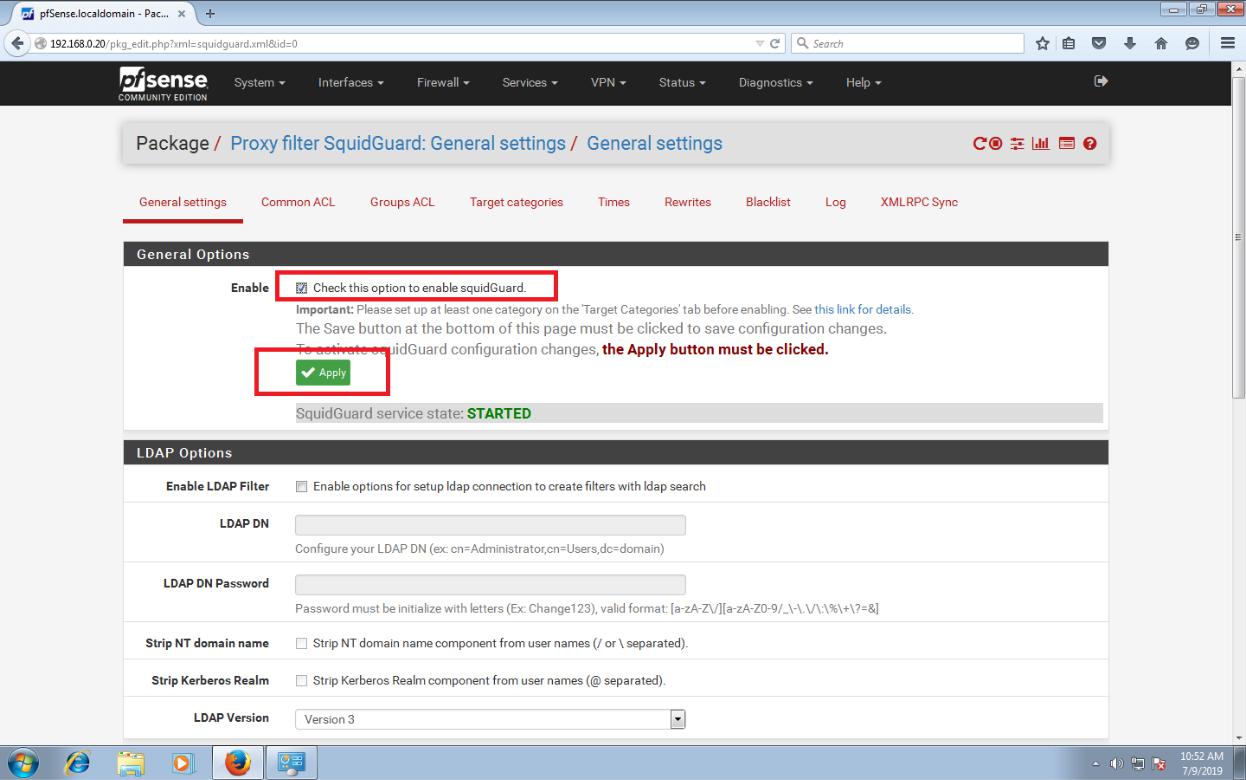 pfSense.localdomain - Pac...
192.168.0.20/pkg_edit.php?xml=squidguard.xml&id=0
Search
pfsense
COMMUNITY EDITION
System
Interfaces
Firewall
Services
VPN
Status
Diagnostics
Help
Package / Proxy filter SquidGuard: General settings / General settings
General settings
Common ACL
Groups ACL
Target categories
Times
Rewrites
Blacklist
Log
XMLRPC Sync
General Options
Enable
Check this option to enable squidGuard.
Important: Please set up at least one category on the 'Target Categories' tab before enabling. See this link for details.
The Save button at the bottom of this page must be clicked to save configuration changes.
To activate squidGuard configuration changes, the Apply button must be clicked.
Apply
SquidGuard service state: STARTED
LDAP Options
Enable LDAP Filter
Enable options for setup ldap connection to create filters with ldap search
LDAP DN
Configure your LDAP DN (ex: cn=Administrator,cn=Users,dc=domain)
LDAP DN Password
Password must be initialize with letters (Ex: Change123), valid format: [a-zA-Z\/][a-zA-Z0-9/_\-\.\/\:\%\+\?=&]
Strip NT domain name
Strip NT domain name component from user names (/ or \ separated).
Strip Kerberos Realm
Strip Kerberos Realm component from user names (@ separated).
LDAP Version
Version 3
10:52 AM
7/9/2019